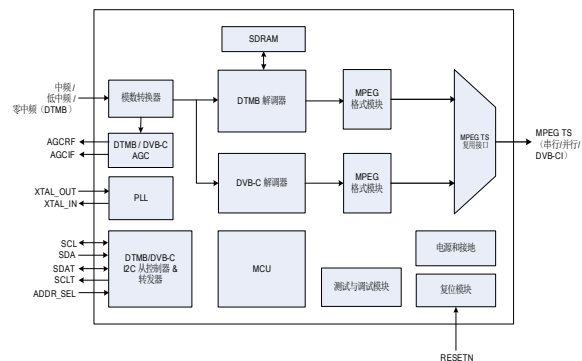 SDRAM
中频 /
低中频 /
零中频（DTMB）
模数转换器
DTMB 解调器
MPEG
格式模块
AGCRF
AGCIF
DTMB / DVB-C
AGC
MPEG TS
复用接口
MPEG TS
（串行/并行/
DVB-CI）
XTAL_OUT
XTAL_IN
PLL
DVB-C 解调器
MPEG
格式模块
SCL
SDA
SDAT
SCLT
ADDR_SEL
DTMB/DVB-C
I2C 从控制器 &
转发器
MCU
电源和接地
测试与调试模块
复位模块
RESETN